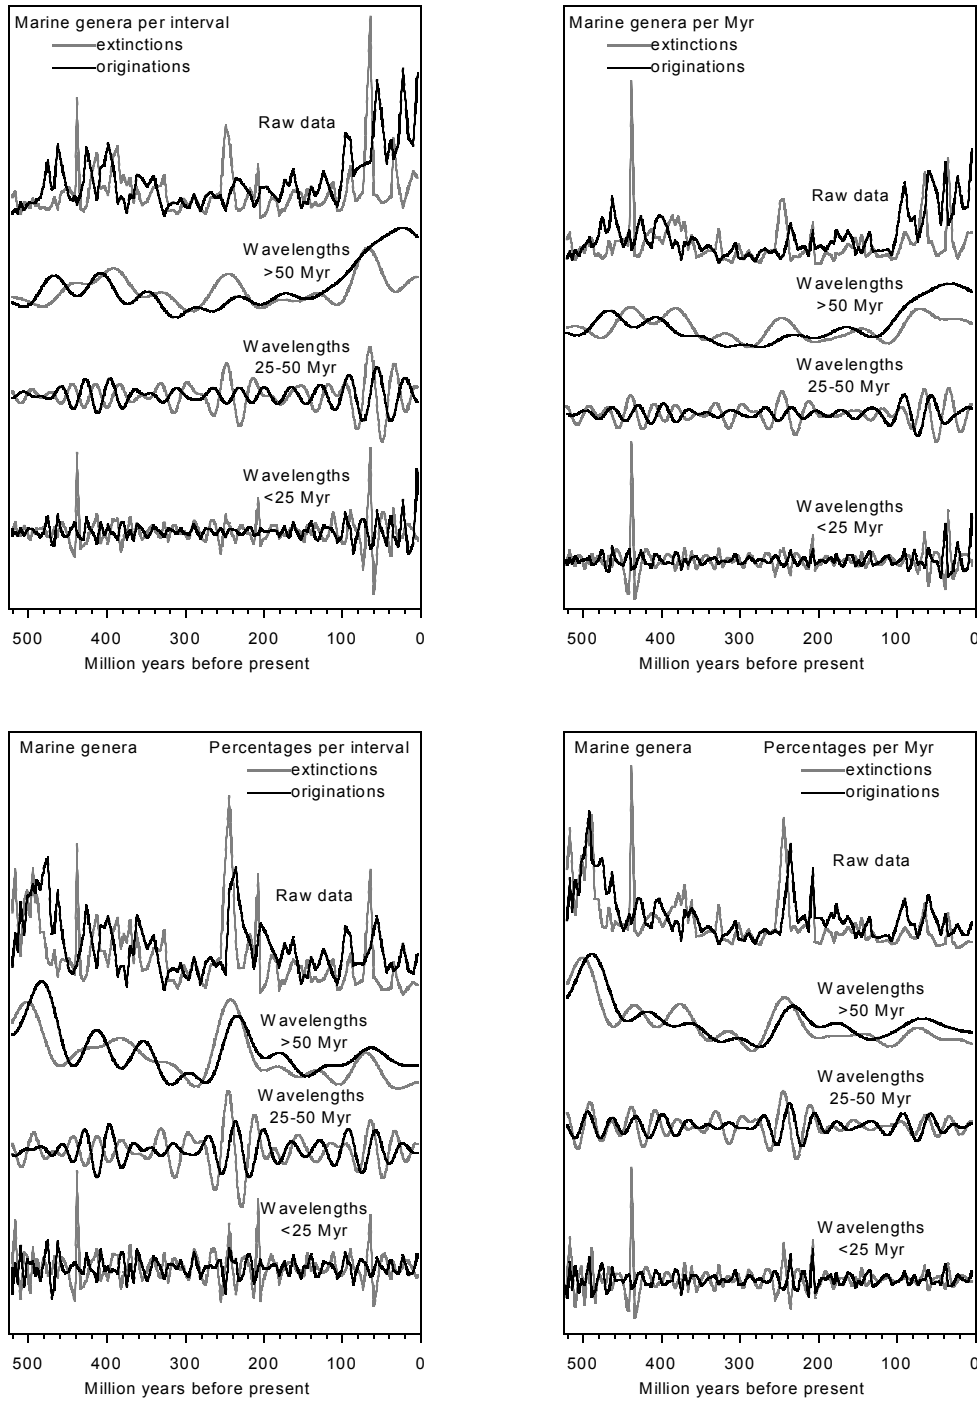 Marine genera per interval
extinctions
originations
Raw data
Wavelengths
>50 Myr
Wavelengths
25-50 Myr
Wavelengths
<25 Myr
500 400 300 200 100 0
Million years before present
Marine genera per Myr
extinctions
originations
Raw data
Wavelengths
>50 Myr
Wavelengths
25-50 Myr
Wavelengths
<25 Myr
500 400 300 200 100 0
Million years before present
Marine genera Percentages per interval
extinctions
originations
Raw data
Wavelengths
>50 Myr
Wavelengths
25-50 Myr
Wavelengths
<25 Myr
500 400 300 200 100 0
Million years before present
Marine genera Percentages per Myr
extinctions
originations
Raw data
Wavelengths
>50 Myr
Wavelengths
25-50 Myr
Wavelengths
<25 Myr
500 400 300 200 100 0
Million years before present